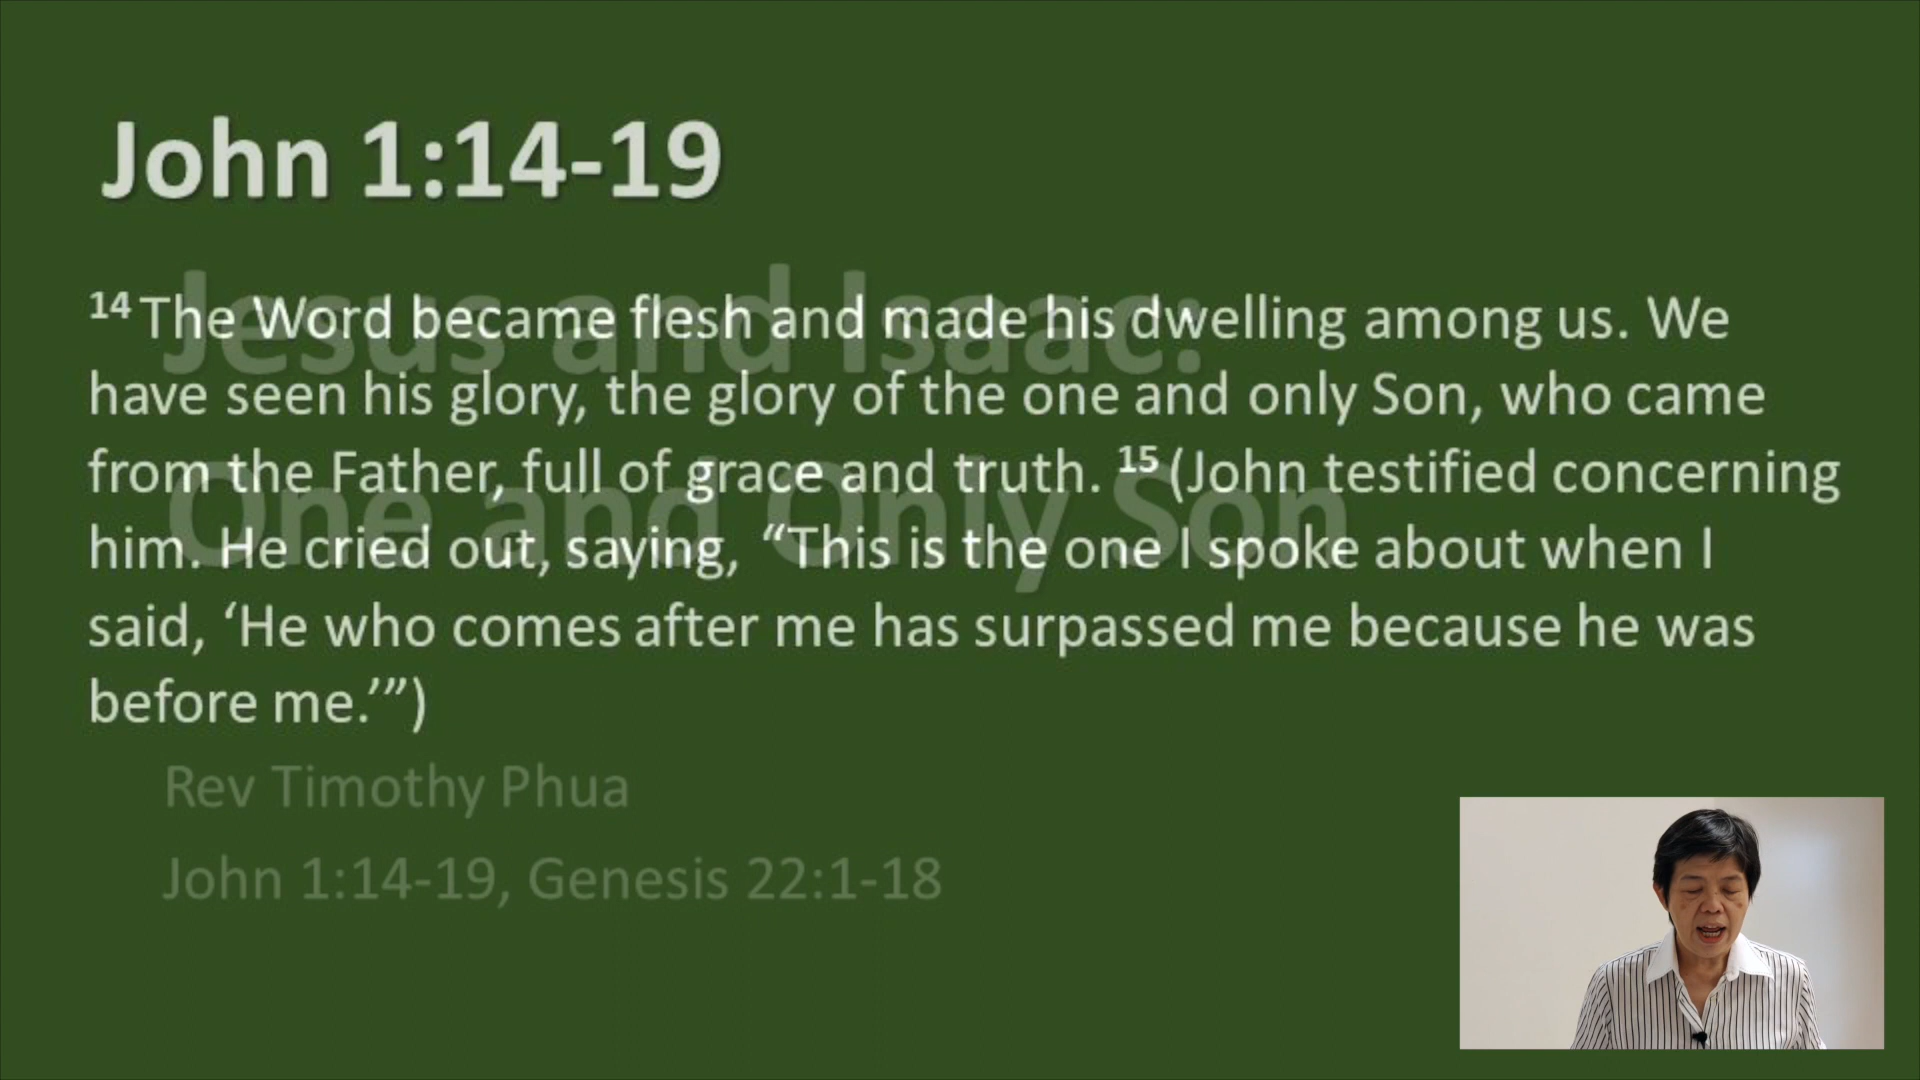 John 1:14-19
Jesus and Isaac:
14 The Word became flesh and made his dwelling among us. We
have seen his glory, the glory of the one and only Son, who came
One and Only Son
from the Father, full of grace and truth. 15 (John testified concerning
him. He cried out, saying, “This is the one I spoke about when I
said, ‘He who comes after me has surpassed me because he was
before me.’”)
Rev Timothy Phua
John 1:14-19, Genesis 22:1-18